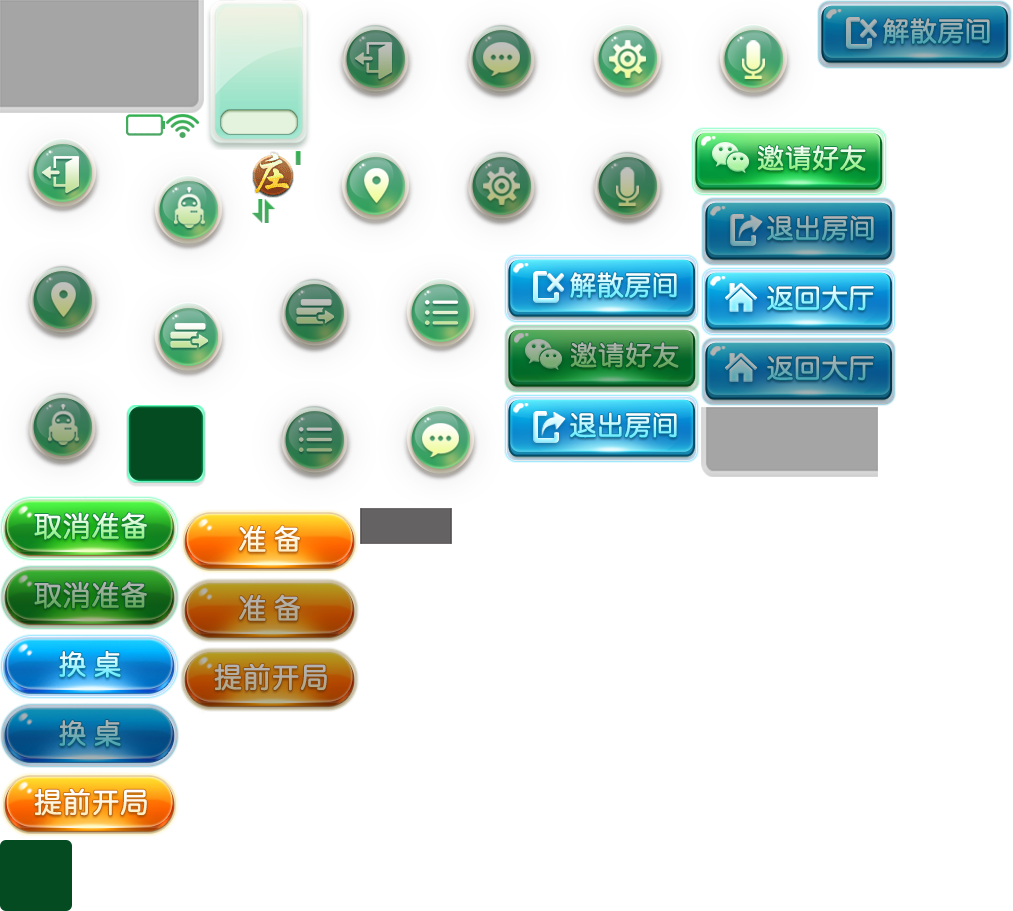 解散房间
邀请好友
庄
退出房间
解散房间
返回大厅
邀请好友
返回大厅
退出房间
取消准备
准备
取消准备
准备
换桌
提前开局
换桌
提前开局